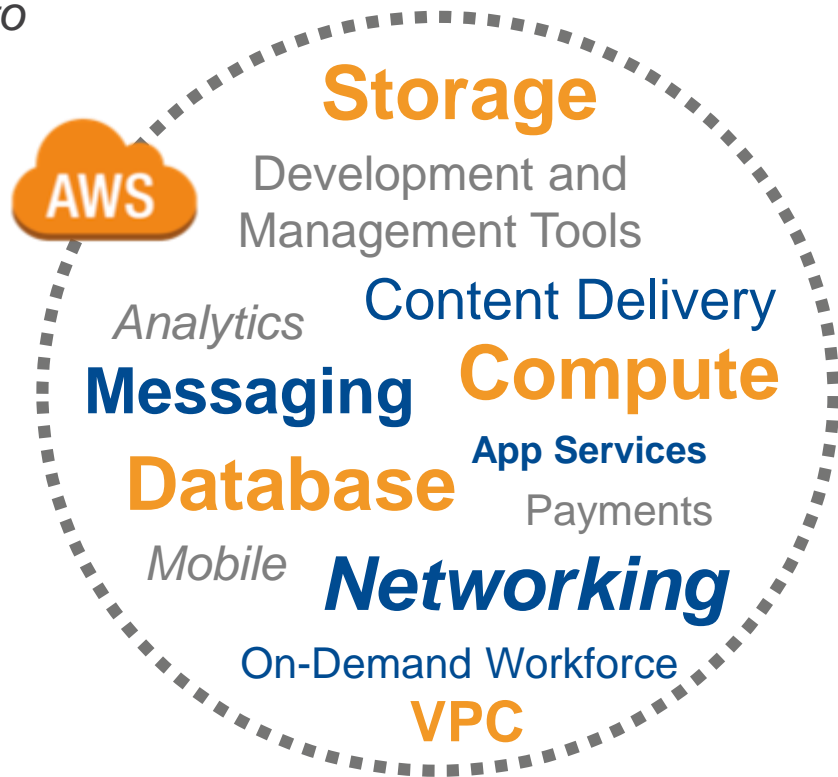 ro
Storage
AWS
Development and
Management Tools
Content Delivery
Analytics
Compute
Messaging
App Services
Database
Payments
Mobile
Networking
On-Demand Workforce
VPC